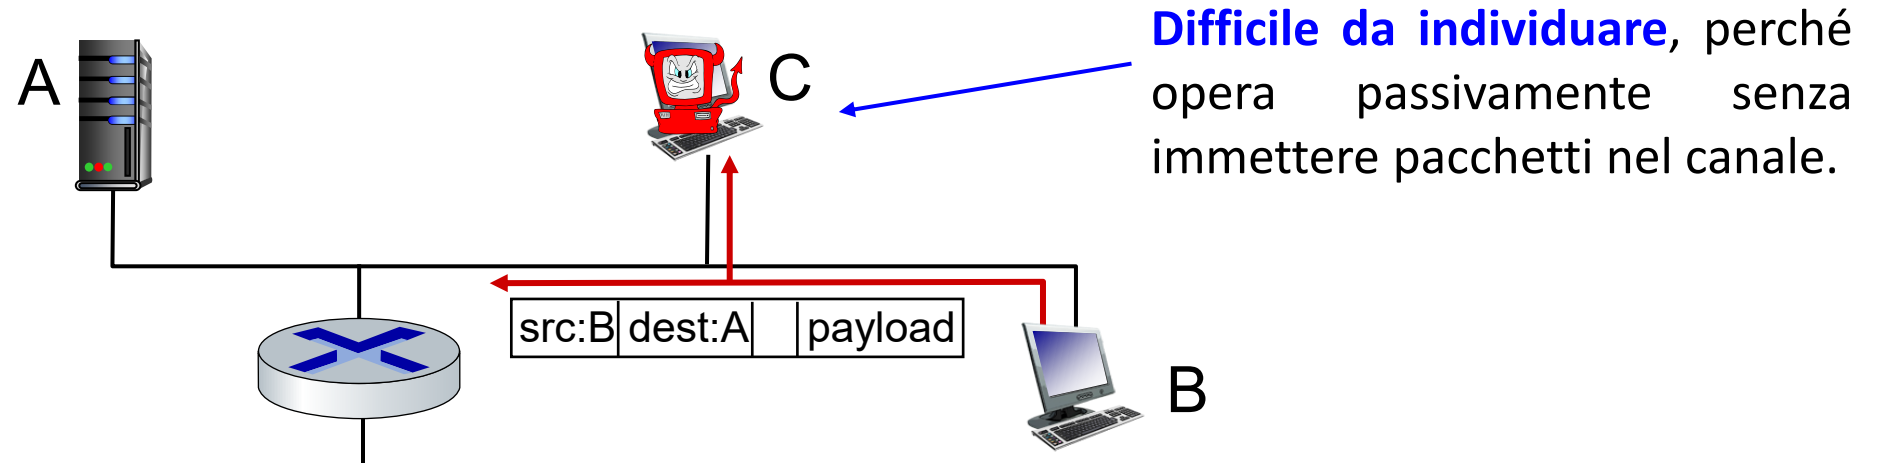 A
C
Difficile da individuare, perché
opera passivamente senza
immettere pacchetti nel canale.
src:B dest:A payload
B